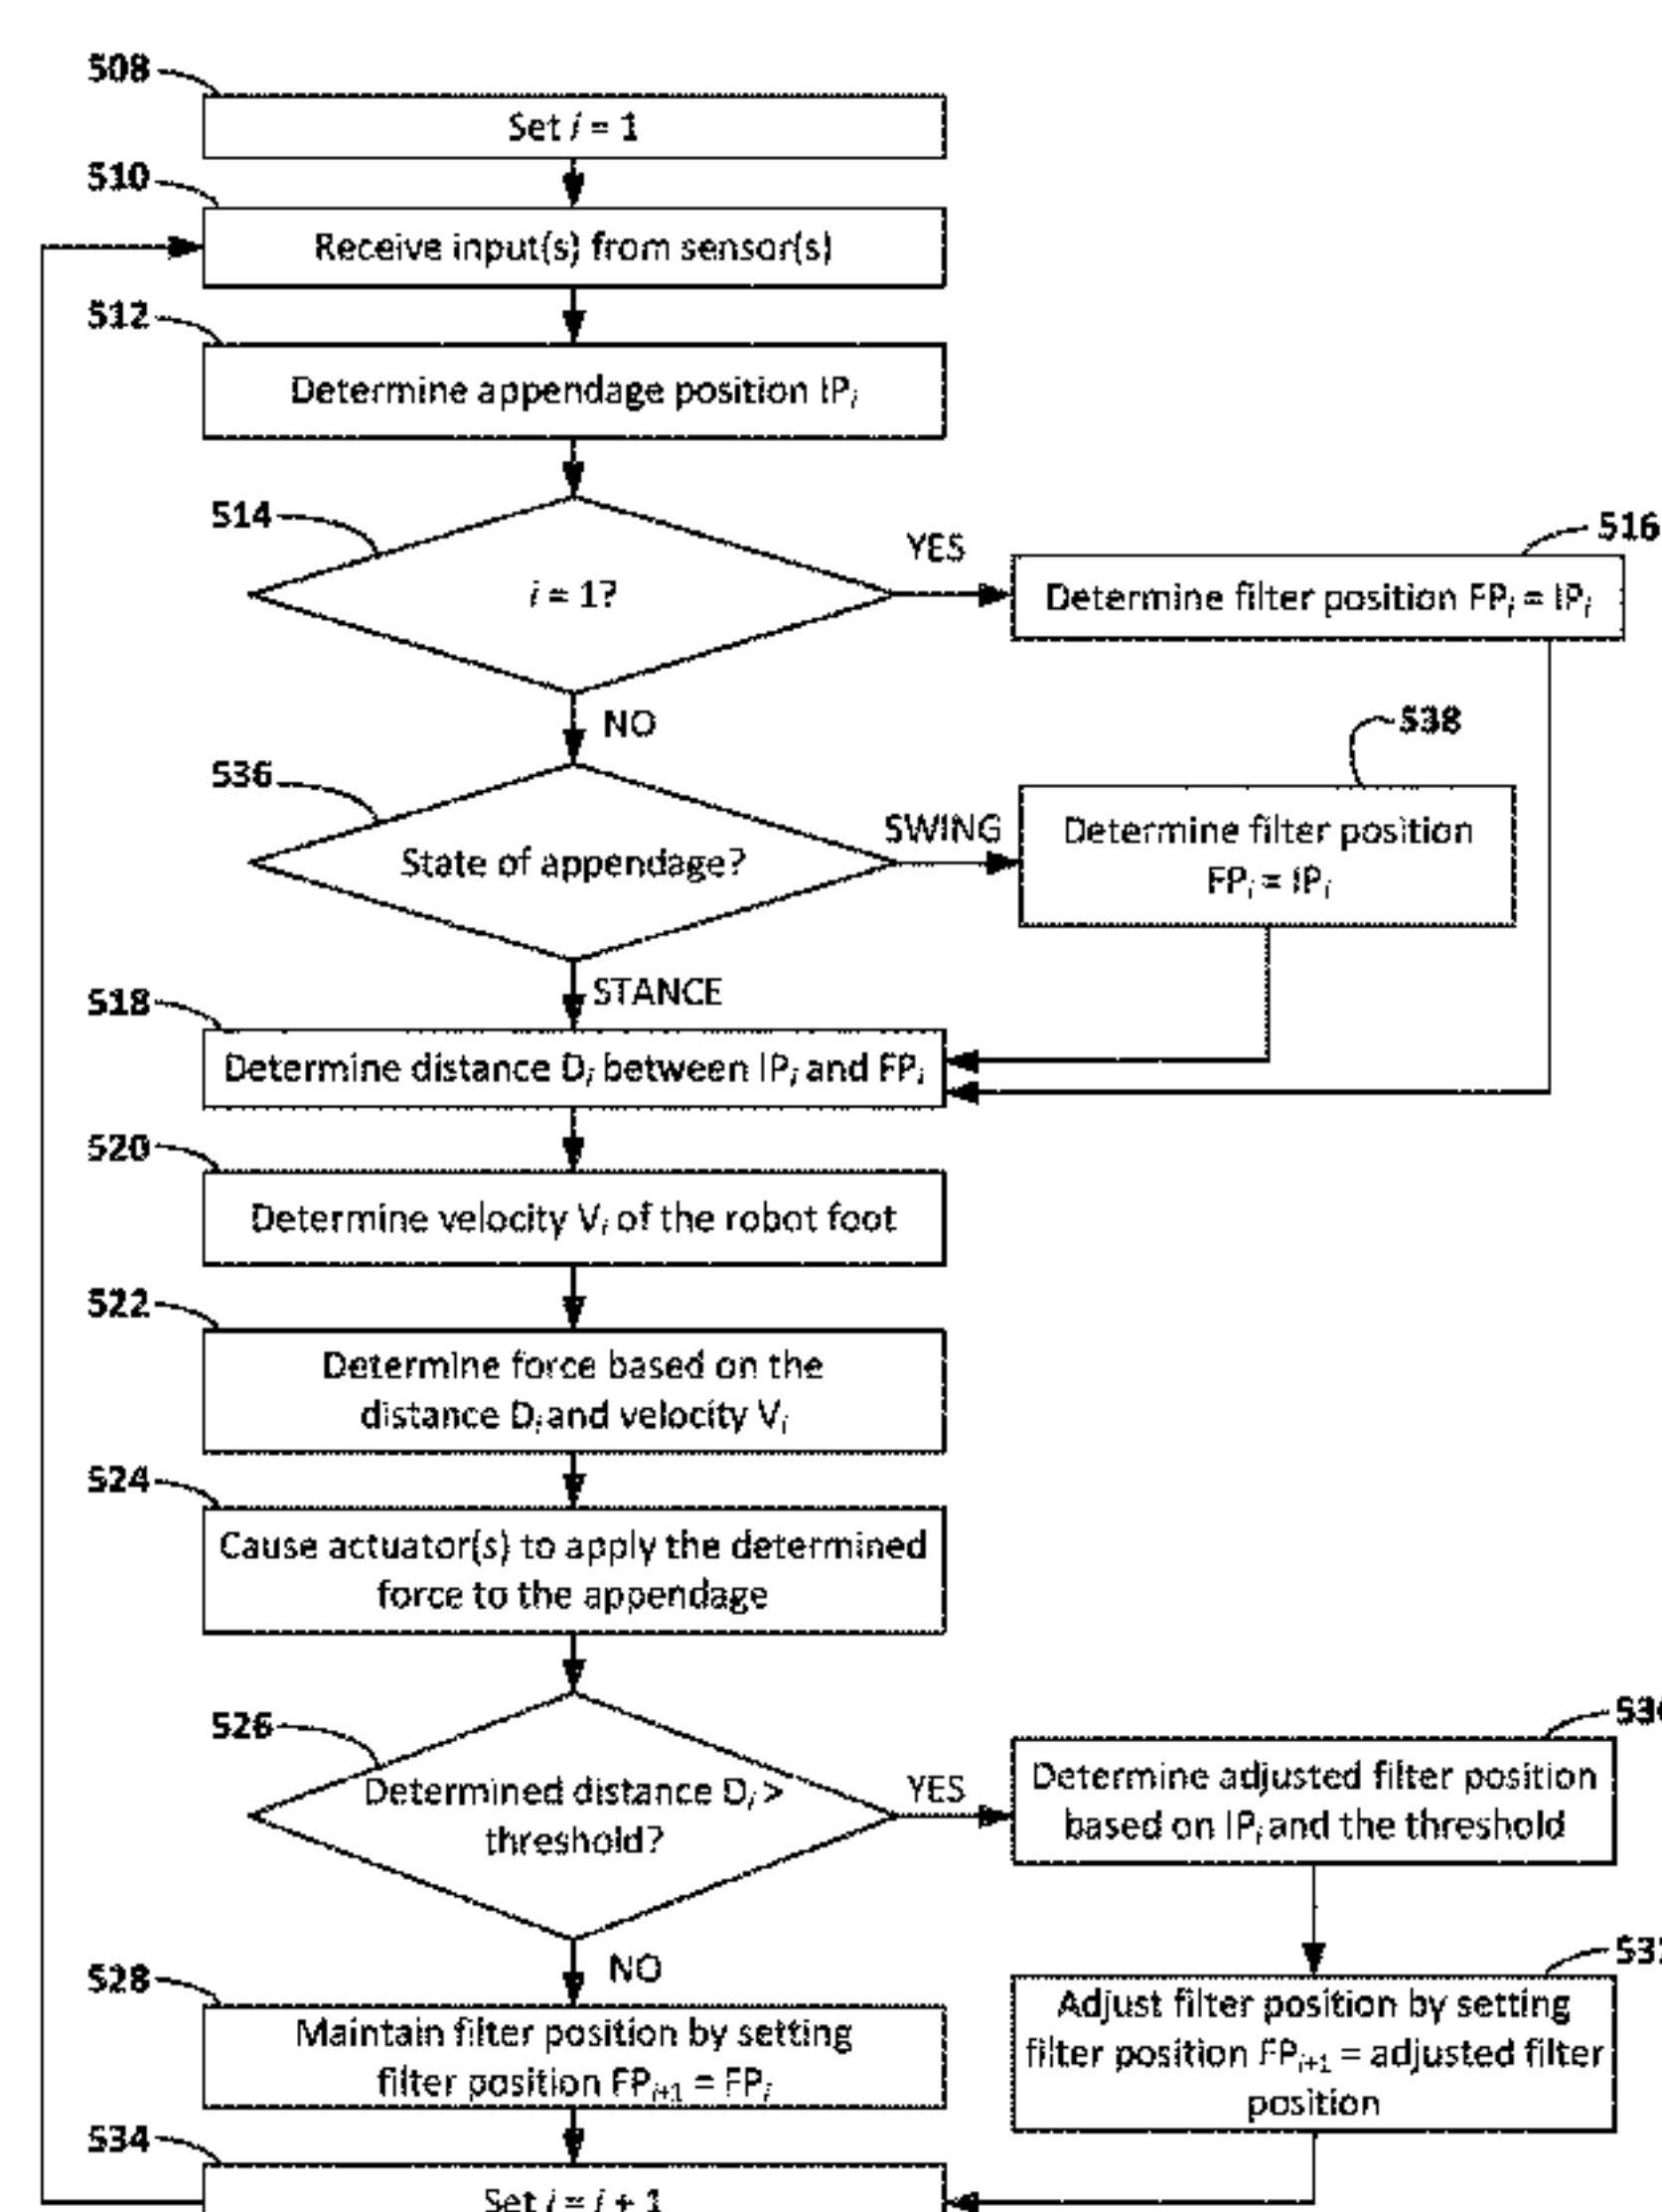 508
Set i = 1
510
Receive input(s) from sensor(s)
512
Determine appendage position IPi
514
i = 1?
YES
516
Determine filter position FPi = IPi
NO
538
536
State of appendage?
SWING
Determine filter position
FPi = IPi
STANCE
518
Determine distance Di between IPi and FPi
520
Determine velocity Vi of the robot foot
522
Determine force based on the
distance Di and velocity Vi
524
Cause actuator(s) to apply the determined
force to the appendage
526
Determined distance Di >
threshold?
YES
Determine adjusted filter position
based on IPi and the threshold
NO
528
Maintain filter position by setting
filter position FPi+1 = FPi
Adjust filter position by setting
filter position FPi+1 = adjusted filter
position
534
Set i = i + 1